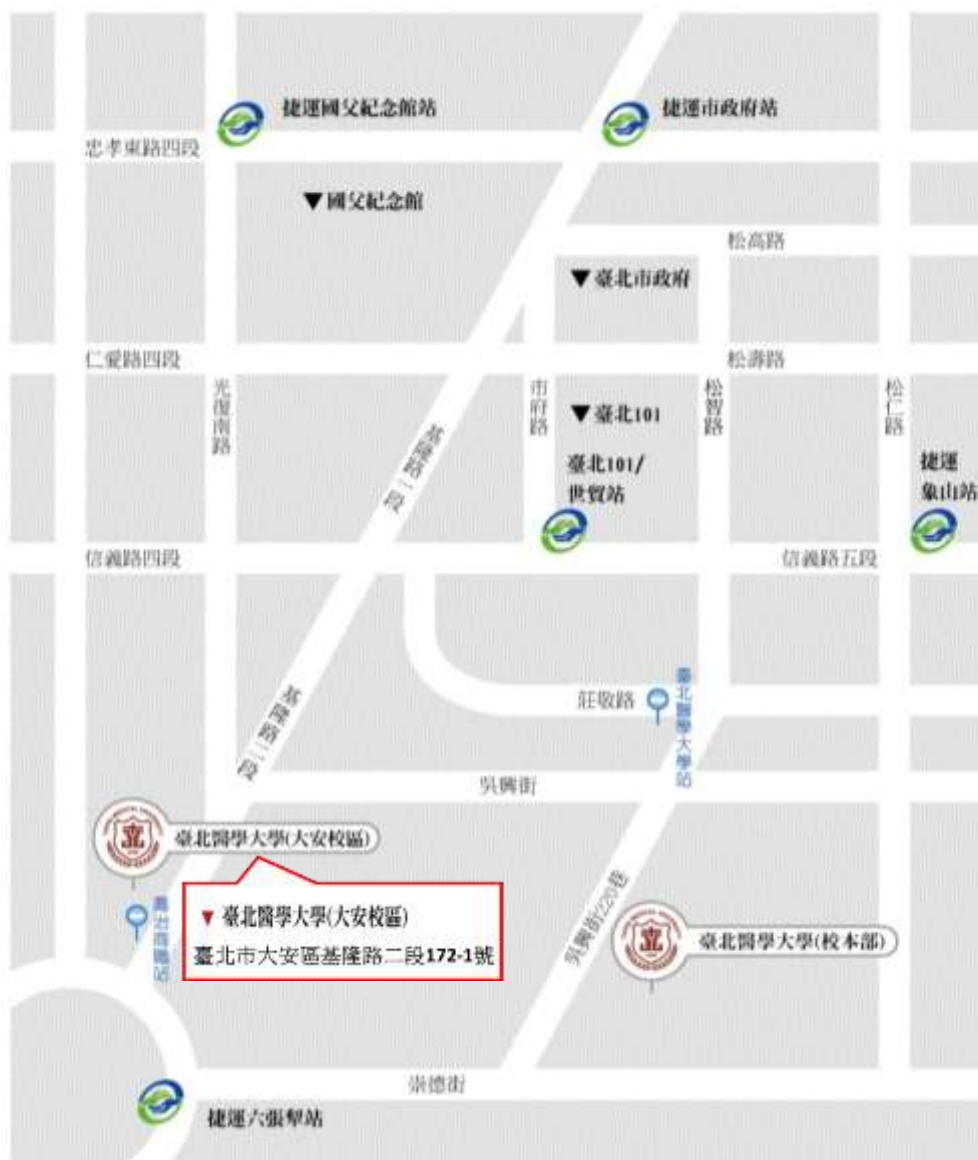 捷運國父紀念館站
捷運市政府站
忠孝東路四段
▼國父紀念館
松高路
▼臺北市政府
仁愛路四段
松壽路
光復南路
市府路
松智路
松仁路
▼臺北101
基隆路一段
臺北101/
世貿站
捷運
象山站
信義路四段
信義路五段
臺北醫學大學站
莊敬路
基隆路二段
吳興街
臺北醫學大學(大安校區)
▼臺北醫學大學(大安校區)
臺北市大安區基隆路二段172-1號
吳興街220巷
臺北醫學大學(校本部)
崇德街
捷運六張犁站